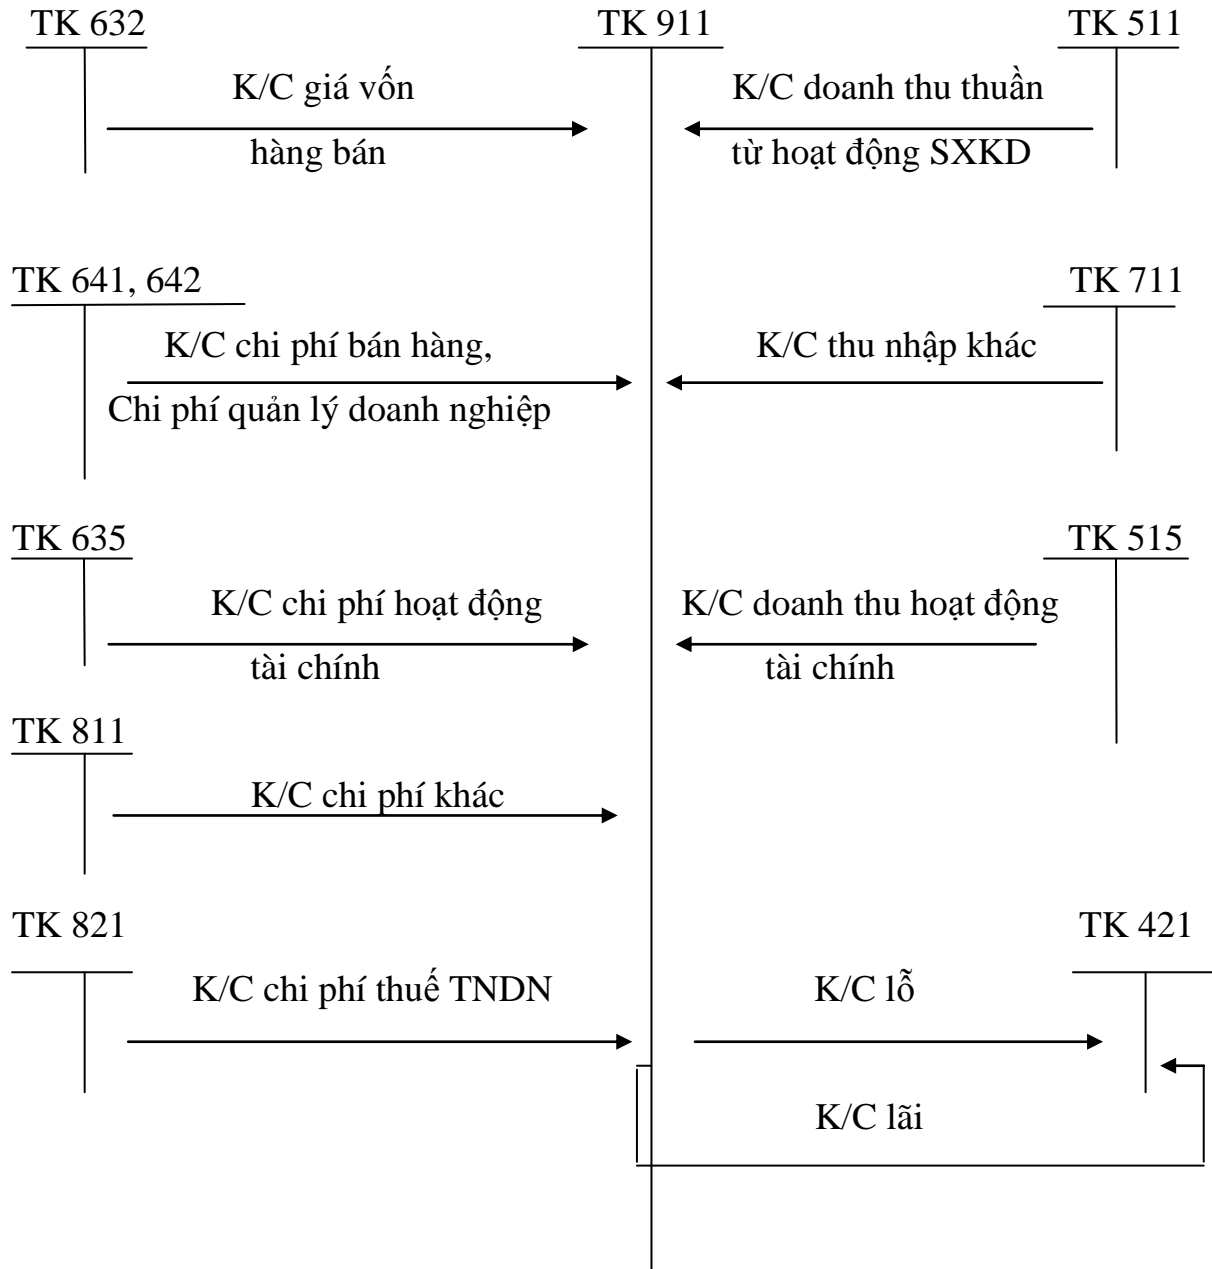 TK 632
TK 911
TK 511
K/C giá vốn
hàng bán
K/C doanh thu thuần
từ hoạt động SXKD
TK 641, 642
TK 711
K/C chi phí bán hàng,
Chi phí quản lý doanh nghiệp
K/C thu nhập khác
TK 635
TK 515
K/C chi phí hoạt động
tài chính
K/C doanh thu hoạt động
tài chính
TK 811
K/C chi phí khác
TK 821
TK 421
K/C chi phí thuế TNDN
K/C lỗ
K/C lãi